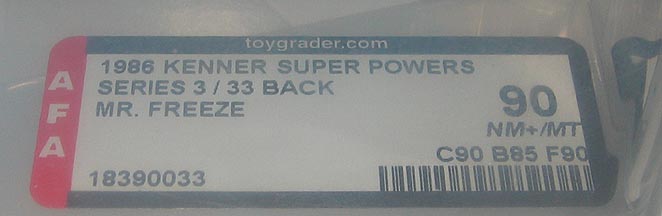 toygrader.com
AFA
1986 KENNER SUPER POWERS
SERIES 3 / 33 BACK
MR. FREEZE
90
NM+/MT
C90 B85 F90
18390033